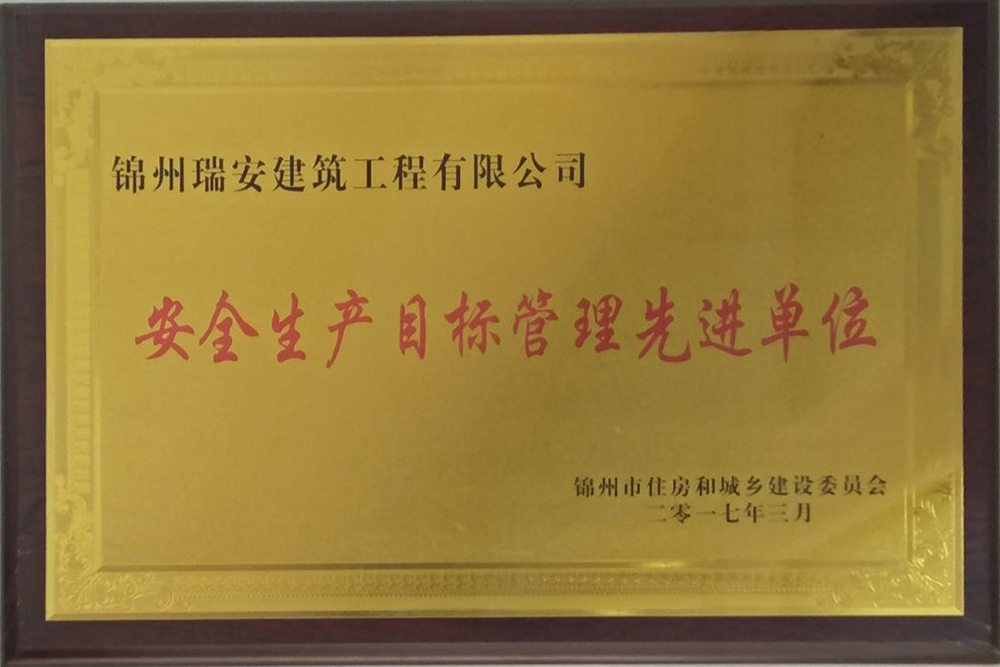 锦州瑞安建筑工程有限公司
安全生产目标管理先进单位
锦州市住房和城乡建设委员会
二零一七年三月